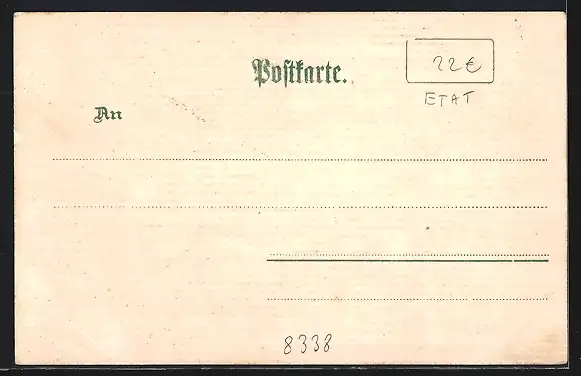 Postkarte.
22€
ETAT
An
8338